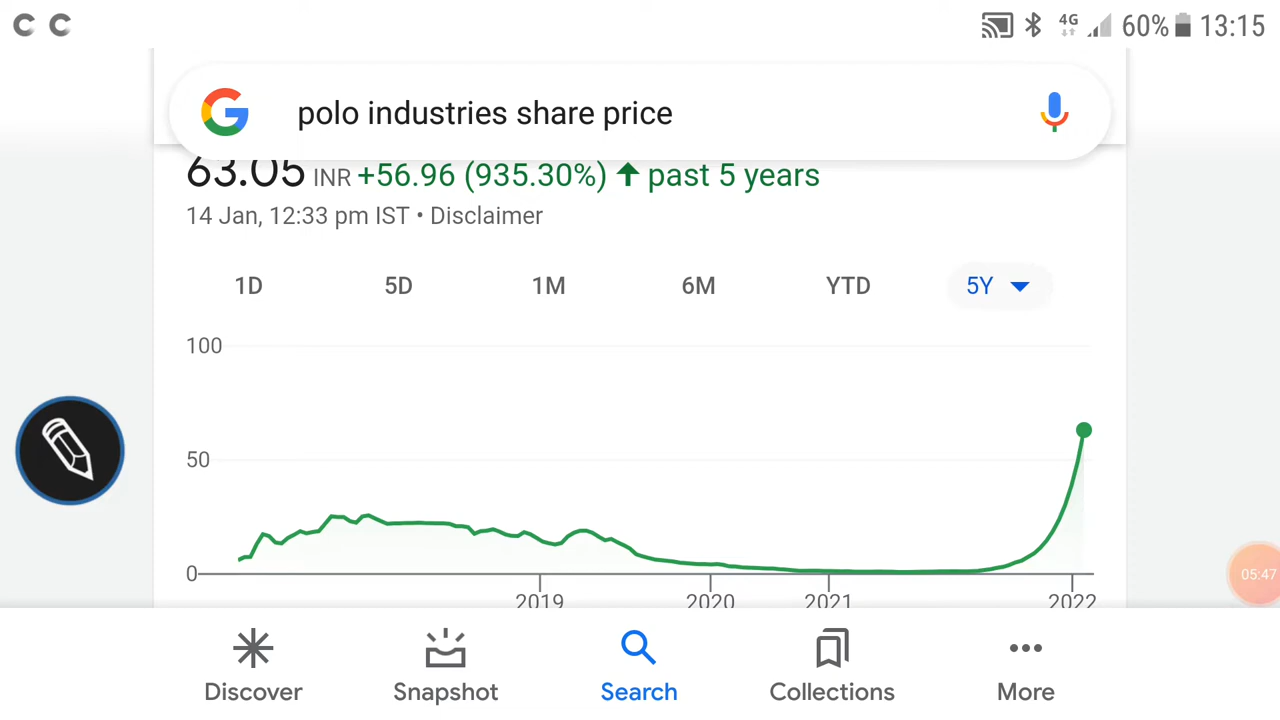 4G 60% 13:15
polo industries share price
63.05 INR +56.96 (935.30%) past 5 years
14 Jan, 12:33 pm IST • Disclaimer
1D 5D 1M 6M YTD 5Y
100
50
0
05:47
2019 2020 2021 2022
Discover Snapshot Search Collections More